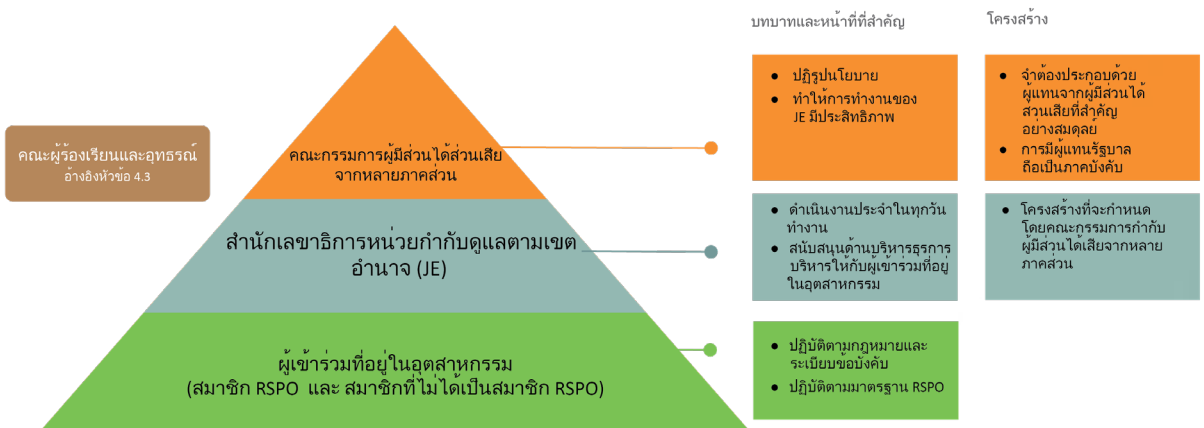 บทบาทและหน้าที่ที่สำคัญ
โครงสร้าง
คณะผู้ร้องเรียนและอุทธรณ์
อ้างอิงหัวข้อ 4.3
คณะกรรมการผู้มีส่วนได้ส่วนเสีย
จากหลายภาคส่วน
● ปฏิรูปนโยบาย
● ทำให้การทำงานของ
JE มีประสิทธิภาพ
● จำต้องประกอบด้วย
ผู้แทนจากผู้มีส่วนได้
ส่วนเสียที่สำคัญ
อย่างสมดุลย์
● การมีผู้แทนรัฐบาล
ถือเป็นภาคบังคับ
สำนักเลขาธิการหน่วยกำกับดูแลตามเขต
อำนาจ (JE)
● ดำเนินงานประจำในทุกวัน
ทำงาน
● สนับสนุนด้านบริหารธุรการ
บริหารให้กับผู้เข้าร่วมที่อยู่
ในอุตสาหกรรม
● โครงสร้างที่จะกำหนด
โดยคณะกรรมการกำกับ
ผู้มีส่วนได้เสียจากหลาย
ภาคส่วน
ผู้เข้าร่วมที่อยู่ในอุตสาหกรรม
(สมาชิก RSPO และ สมาชิกที่ไม่ได้เป็นสมาชิก RSPO)
● ปฏิบัติตามกฎหมายและ
ระเบียบข้อบังคับ
● ปฏิบัติตามมาตรฐาน RSPO